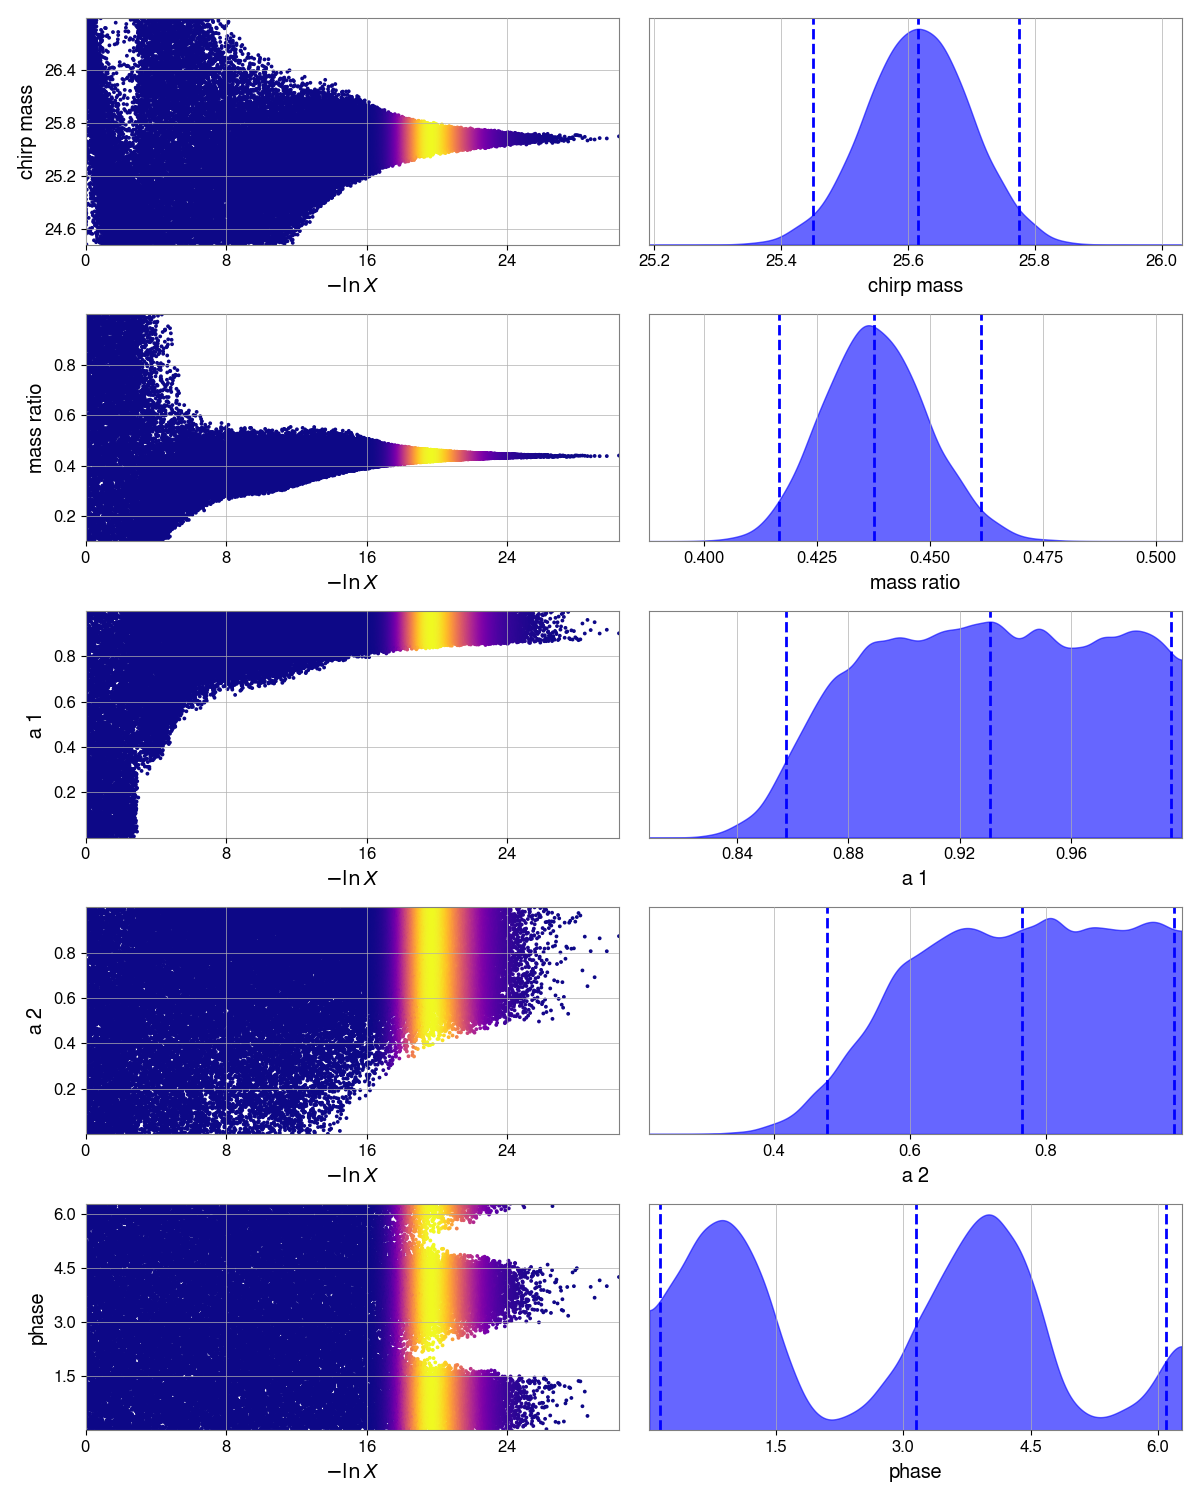 26.4
25.8
25.2
24.6
chirp mass
0 8 16 24
−ln X
25.2 25.4 25.6 25.8 26.0
chirp mass
0.8
0.6
0.4
0.2
mass ratio
0 8 16 24
−ln X
0.400 0.425 0.450 0.475 0.500
mass ratio
0.8
0.6
0.4
0.2
a 1
0 8 16 24
−ln X
0.84 0.88 0.92 0.96
a 1
0.8
0.6
0.4
0.2
a 2
0 8 16 24
−ln X
0.4 0.6 0.8
a 2
6.0
4.5
3.0
1.5
phase
0 8 16 24
−ln X
1.5 3.0 4.5 6.0
phase